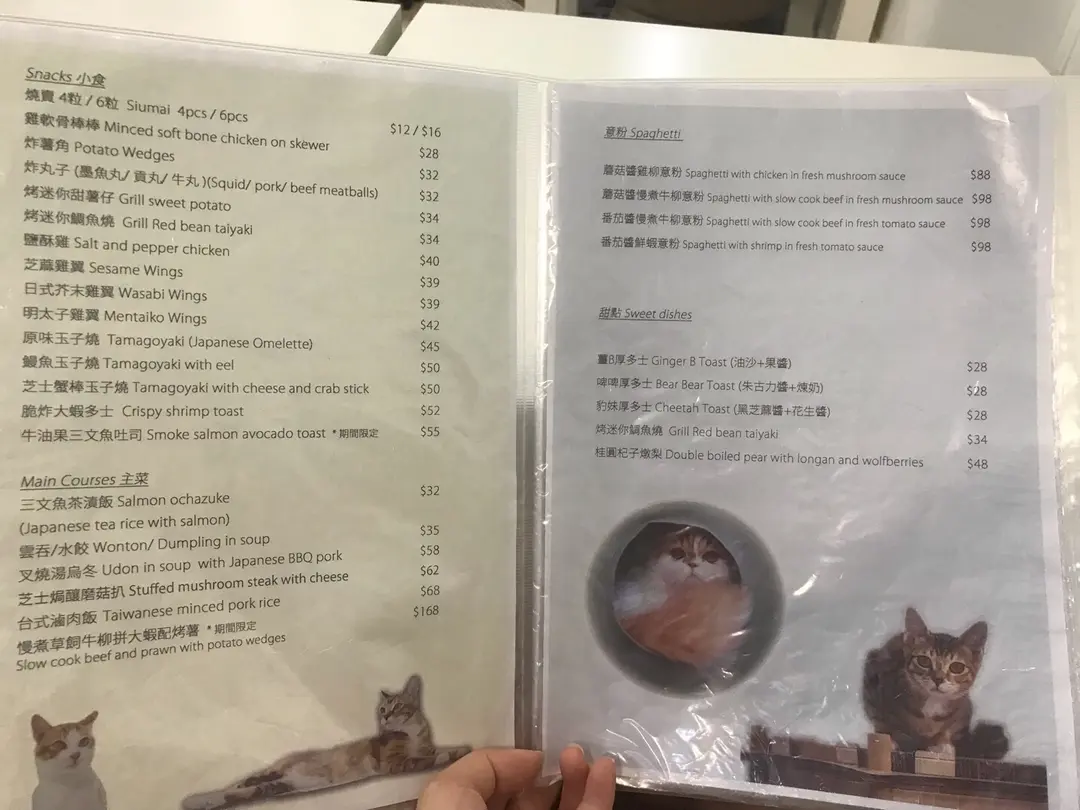 Snacks 小食
燒賣 4粒 / 6粒 Siumai 4pcs / 6pcs $12 / $16
雞軟骨棒棒 Minced soft bone chicken on skewer $28
炸薯角 Potato Wedges $32
炸丸子 (墨魚丸/ 貢丸/ 牛丸 )(Squid/ pork/ beef meatballs) $32
烤迷你甜薯仔 Grill sweet potato $34
烤迷你鯛魚燒 Grill Red bean taiyaki $34
鹽酥雞 Salt and pepper chicken $40
芝蔴雞翼 Sesame Wings $39
日式芥末雞翼 Wasabi Wings $39
明太子雞翼 Mentaiko Wings $42
原味玉子燒 Tamagoyaki (Japanese Omelette) $45
鰻魚玉子燒 Tamagoyaki with eel $50
芝士蟹棒玉子燒 Tamagoyaki with cheese and crab stick $50
脆炸大蝦多士 Crispy shrimp toast $52
牛油果三文魚吐司 Smoke salmon avocado toast *期間限定 $55
Main Courses 主菜
三文魚茶漬飯 Salmon ochazuke $32
(Japanese tea rice with salmon)
雲吞/水餃 Wonton/ Dumpling in soup $35
叉燒湯烏冬 Udon in soup with Japanese BBQ pork $58
芝士焗釀磨菇扒 Stuffed mushroom steak with cheese $62
台式滷肉飯 Taiwanese minced pork rice $68
慢煮草飼牛柳拼大蝦配烤薯 *期間限定 $168
Slow cook beef and prawn with potato wedges
意粉 Spaghetti
蘑菇醬雞柳意粉 Spaghetti with chicken in fresh mushroom sauce $88
蘑菇醬慢煮牛柳意粉 Spaghetti with slow cook beef in fresh mushroom sauce $98
番茄醬慢煮牛柳意粉 Spaghetti with slow cook beef in fresh tomato sauce $98
番茄醬鮮蝦意粉 Spaghetti with shrimp in fresh tomato sauce $98
甜點 Sweet dishes
薑B厚多士 Ginger B Toast (油沙+果醬) $28
啤啤厚多士 Bear Bear Toast (朱古力醬+煉奶) $28
豹妹厚多士 Cheetah Toast (黑芝蔴醬+花生醬) $28
烤迷你鯛魚燒 Grill Red bean taiyaki $34
桂圓杞子燉梨 Double boiled pear with longan and wolfberries $48